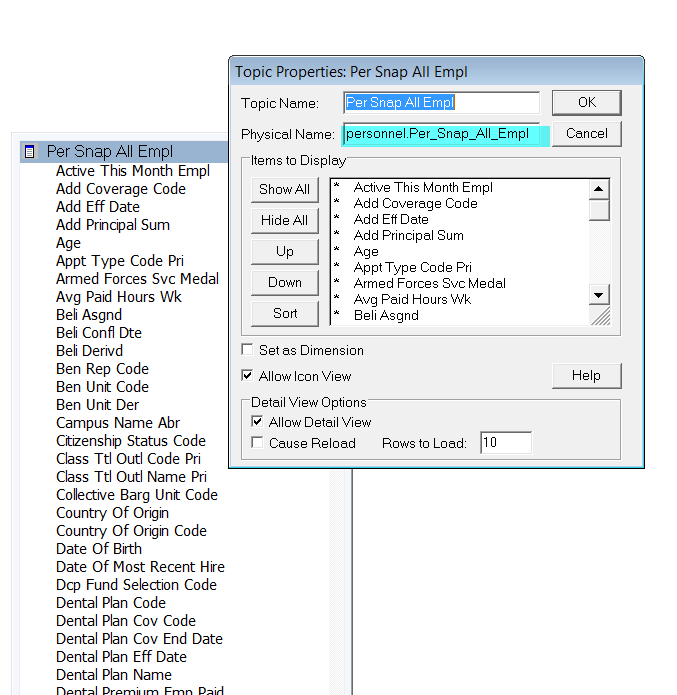 Topic Properties: Per Snap All Empl
Topic Name: Per Snap All Empl OK
Physical Name: personnel.Per_Snap_All_Empl Cancel
Items to Display
Show All
Hide All
Up
Down
Sort
* Active This Month Empl
* Add Coverage Code
* Add Eff Date
* Add Principal Sum
* Age
* Appt Type Code Pri
* Armed Forces Svc Medal
* Avg Paid Hours Wk
* Beli Asgnd
Set as Dimension
Allow Icon View
Help
Detail View Options
Allow Detail View
Cause Reload Rows to Load: 10
Per Snap All Empl
Active This Month Empl
Add Coverage Code
Add Eff Date
Add Principal Sum
Age
Appt Type Code Pri
Armed Forces Svc Medal
Avg Paid Hours Wk
Beli Asgnd
Beli Confl Dte
Beli Derivd
Ben Rep Code
Ben Unit Code
Ben Unit Der
Campus Name Abr
Citizenship Status Code
Class Ttl Outl Code Pri
Class Ttl Outl Name Pri
Collective Barg Unit Code
Country Of Origin
Country Of Origin Code
Date Of Birth
Date Of Most Recent Hire
Dcp Fund Selection Code
Dental Plan Code
Dental Plan Cov Code
Dental Plan Cov End Date
Dental Plan Eff Date
Dental Plan Name
Dental Premium Emp Paid